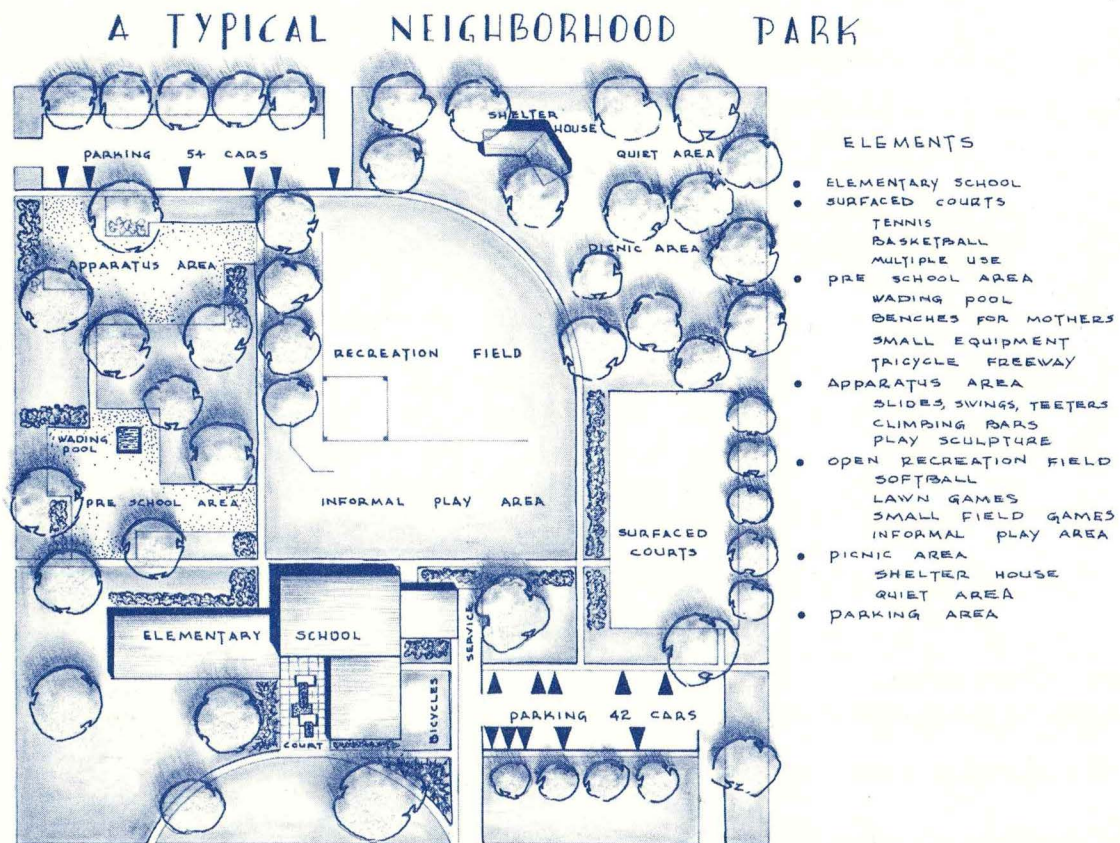 A TYPICAL NEIGHBORHOOD PARK
SHELTER
HOUSE
PARKING 54 CARS
QUIET AREA
APPARATUS AREA
PICNIC AREA
RECREATION FIELD
WADING
POOL
PRE SCHOOL AREA
INFORMAL PLAY AREA
SURFACED
COURTS
ELEMENTARY SCHOOL
SERVICE
BICYCLES
COURT
PARKING 42 CARS
ELEMENTS
• ELEMENTARY SCHOOL
• SURFACED COURTS
TENNIS
BASKETBALL
MULTIPLE USE
• PRE SCHOOL AREA
WADING POOL
BENCHES FOR MOTHERS
SMALL EQUIPMENT
TRICYCLE FREEWAY
• APPARATUS AREA
SLIDES, SWINGS, TEETERS
CLIMBING BARS
PLAY SCULPTURE
• OPEN RECREATION FIELD
SOFTBALL
LAWN GAMES
SMALL FIELD GAMES
INFORMAL PLAY AREA
• PICNIC AREA
SHELTER HOUSE
QUIET AREA
• PARKING AREA